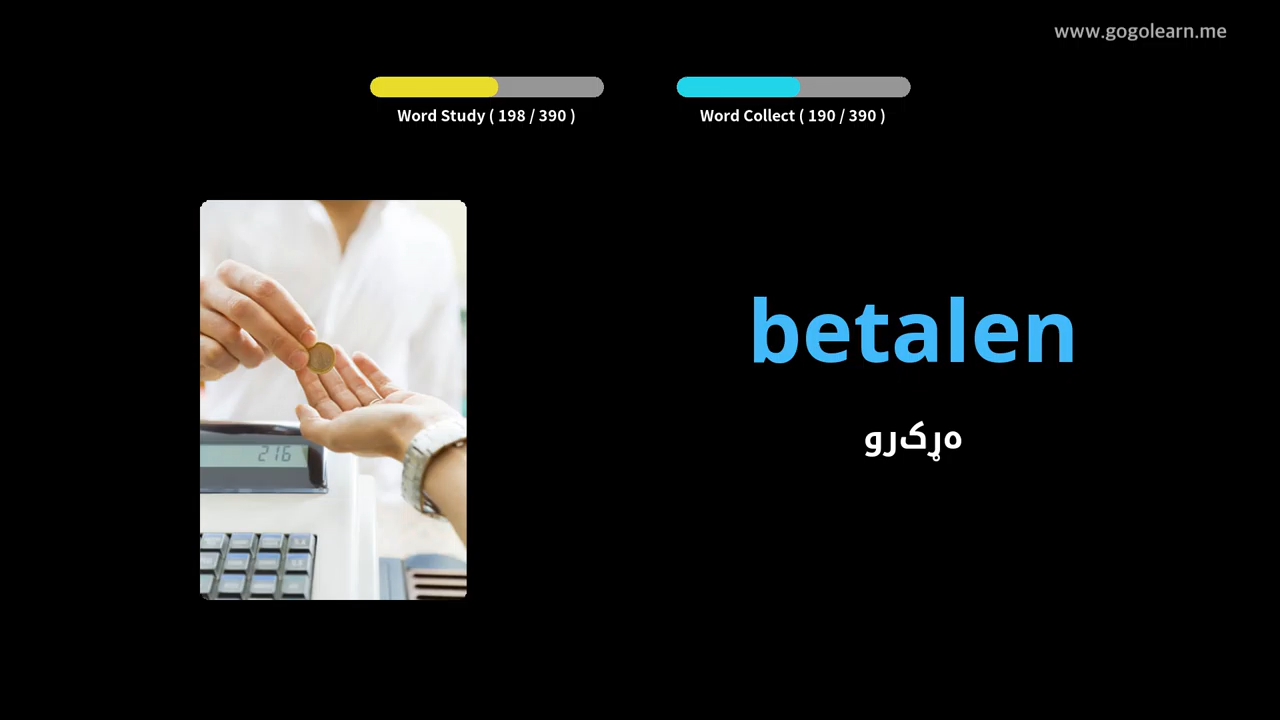 www.gogolearn.me
Word Study ( 198 / 390 )
Word Collect ( 190 / 390 )
216
betalen
ورکړه